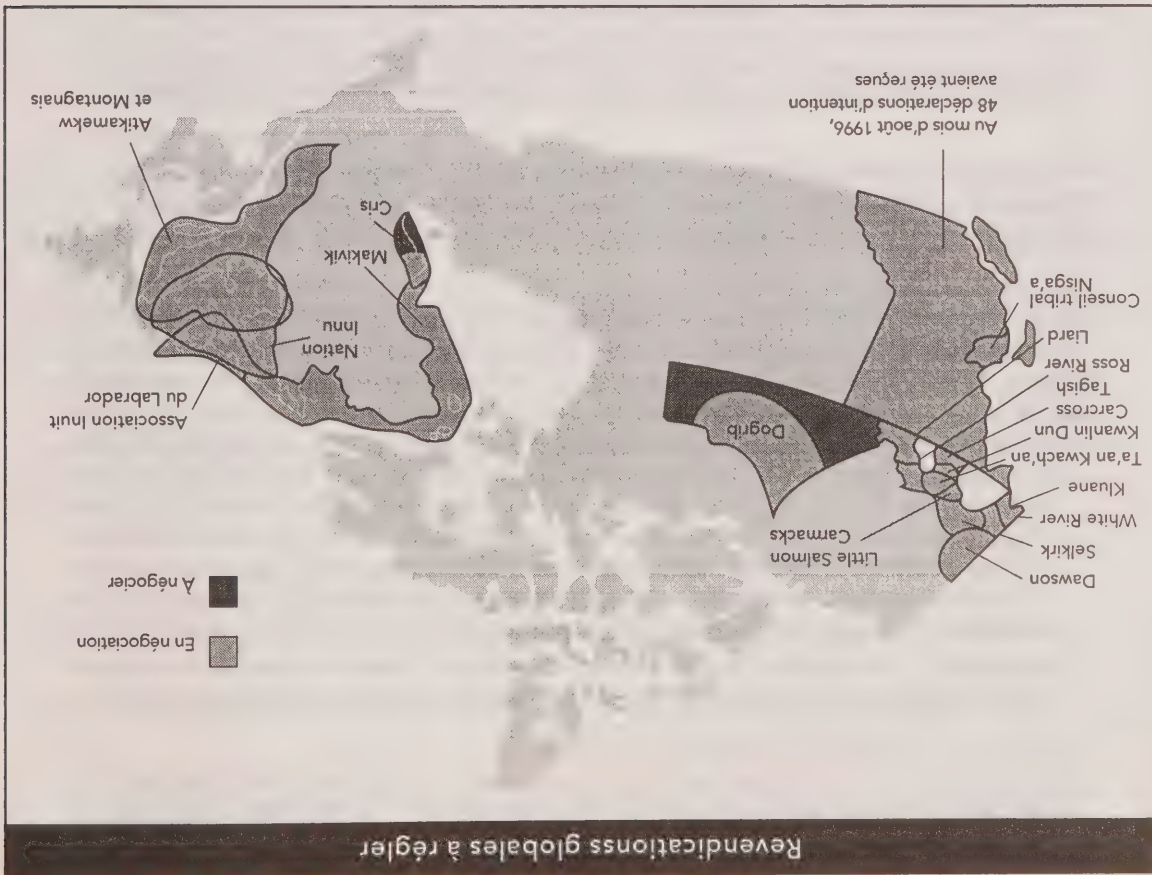 Revendicationss globales à régler
En négociation
À négocier
Dawson
Selkirk
White River
Kluane
Ta'an Kwach'an
Kwanlin Dun
Carcross
Tagish
Ross River
Liard
Conseil tribal
Nisga'a
Little Salmon
Carmacks
Dogrib
Au mois d'août 1996,
48 déclarations d'intention
avaient été reçues
Association Inuit
du Labrador
Nation
Innu
Makivik
Cris
Atikamekw
et Montagnais